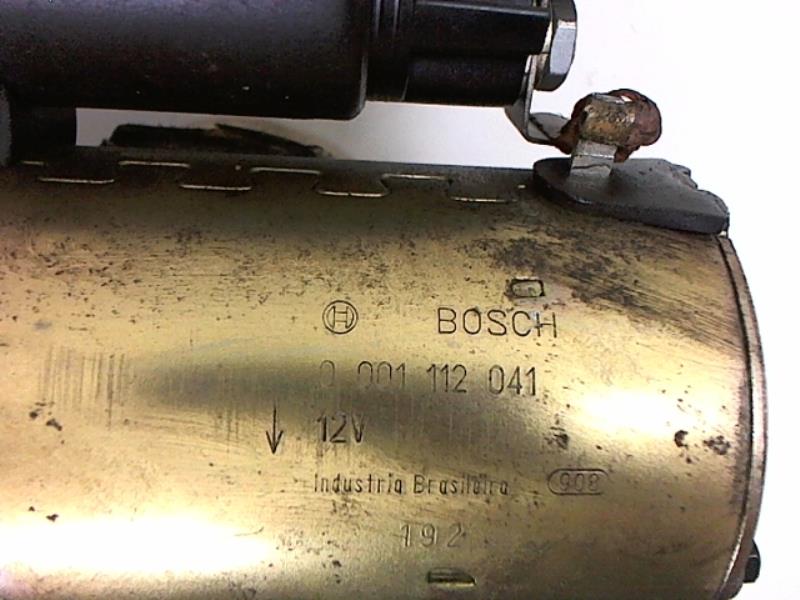 BOSCH
0 001 112 041
12V
Industria Brasileira 908
192